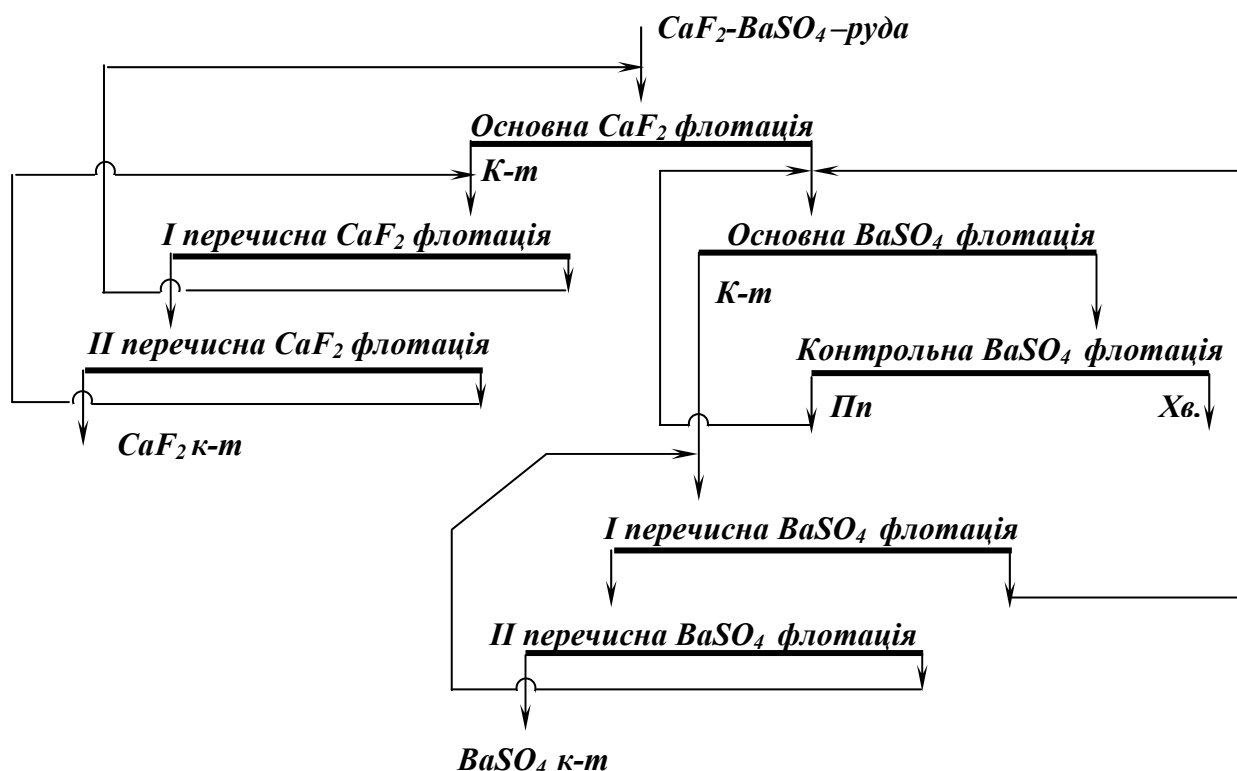 CaF₂-BaSO₄ –руда
Основна CaF₂ флотація
К-т
I перечисна CaF₂ флотація
Основна BaSO₄ флотація
К-т
II перечисна CaF₂ флотація
Контрольна BaSO₄ флотація
Пп
Хв.
CaF₂ к-т
I перечисна BaSO₄ флотація
II перечисна BaSO₄ флотація
BaSO₄ к-т